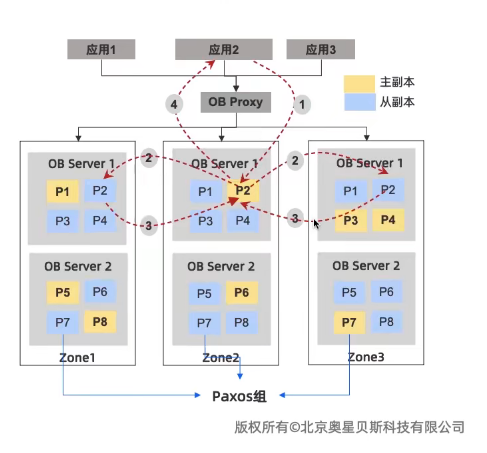 应用1 应用2 应用3
主副本
OB Proxy
从副本
4 1
OB Server 1 OB Server 1 OB Server 1
2 2
P1 P2 P1 P2 P1 P2
P3 P4 P3 P4 P3 P4
3 3
OB Server 2 OB Server 2 OB Server 2
P5 P6 P5 P6 P5 P6
P7 P8 P7 P8 P7 P8
Zone1 Zone2 Zone3
Paxos组
版权所有©北京奥星贝斯科技有限公司